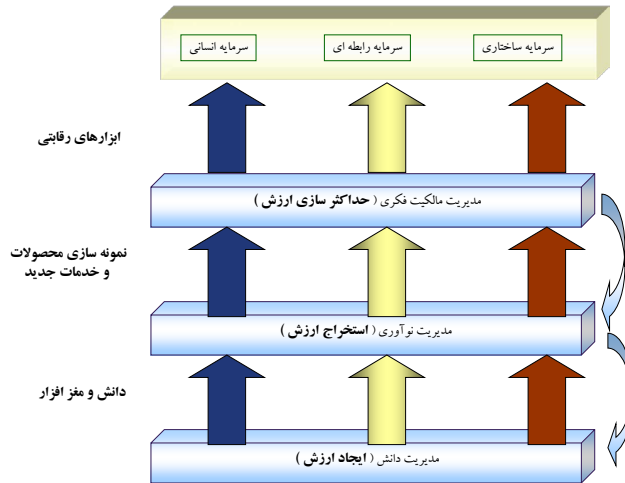 سرمایه ساختاری
سرمایه رابطه ای
سرمایه انسانی
ابزارهای رقابتی
مدیریت مالکیت فکری ( حداکثر سازی ارزش )
نمونه سازی محصولات
و خدمات جدید
مدیریت نوآوری ( استخراج ارزش )
دانش و مغز افزار
مدیریت دانش ( ایجاد ارزش )